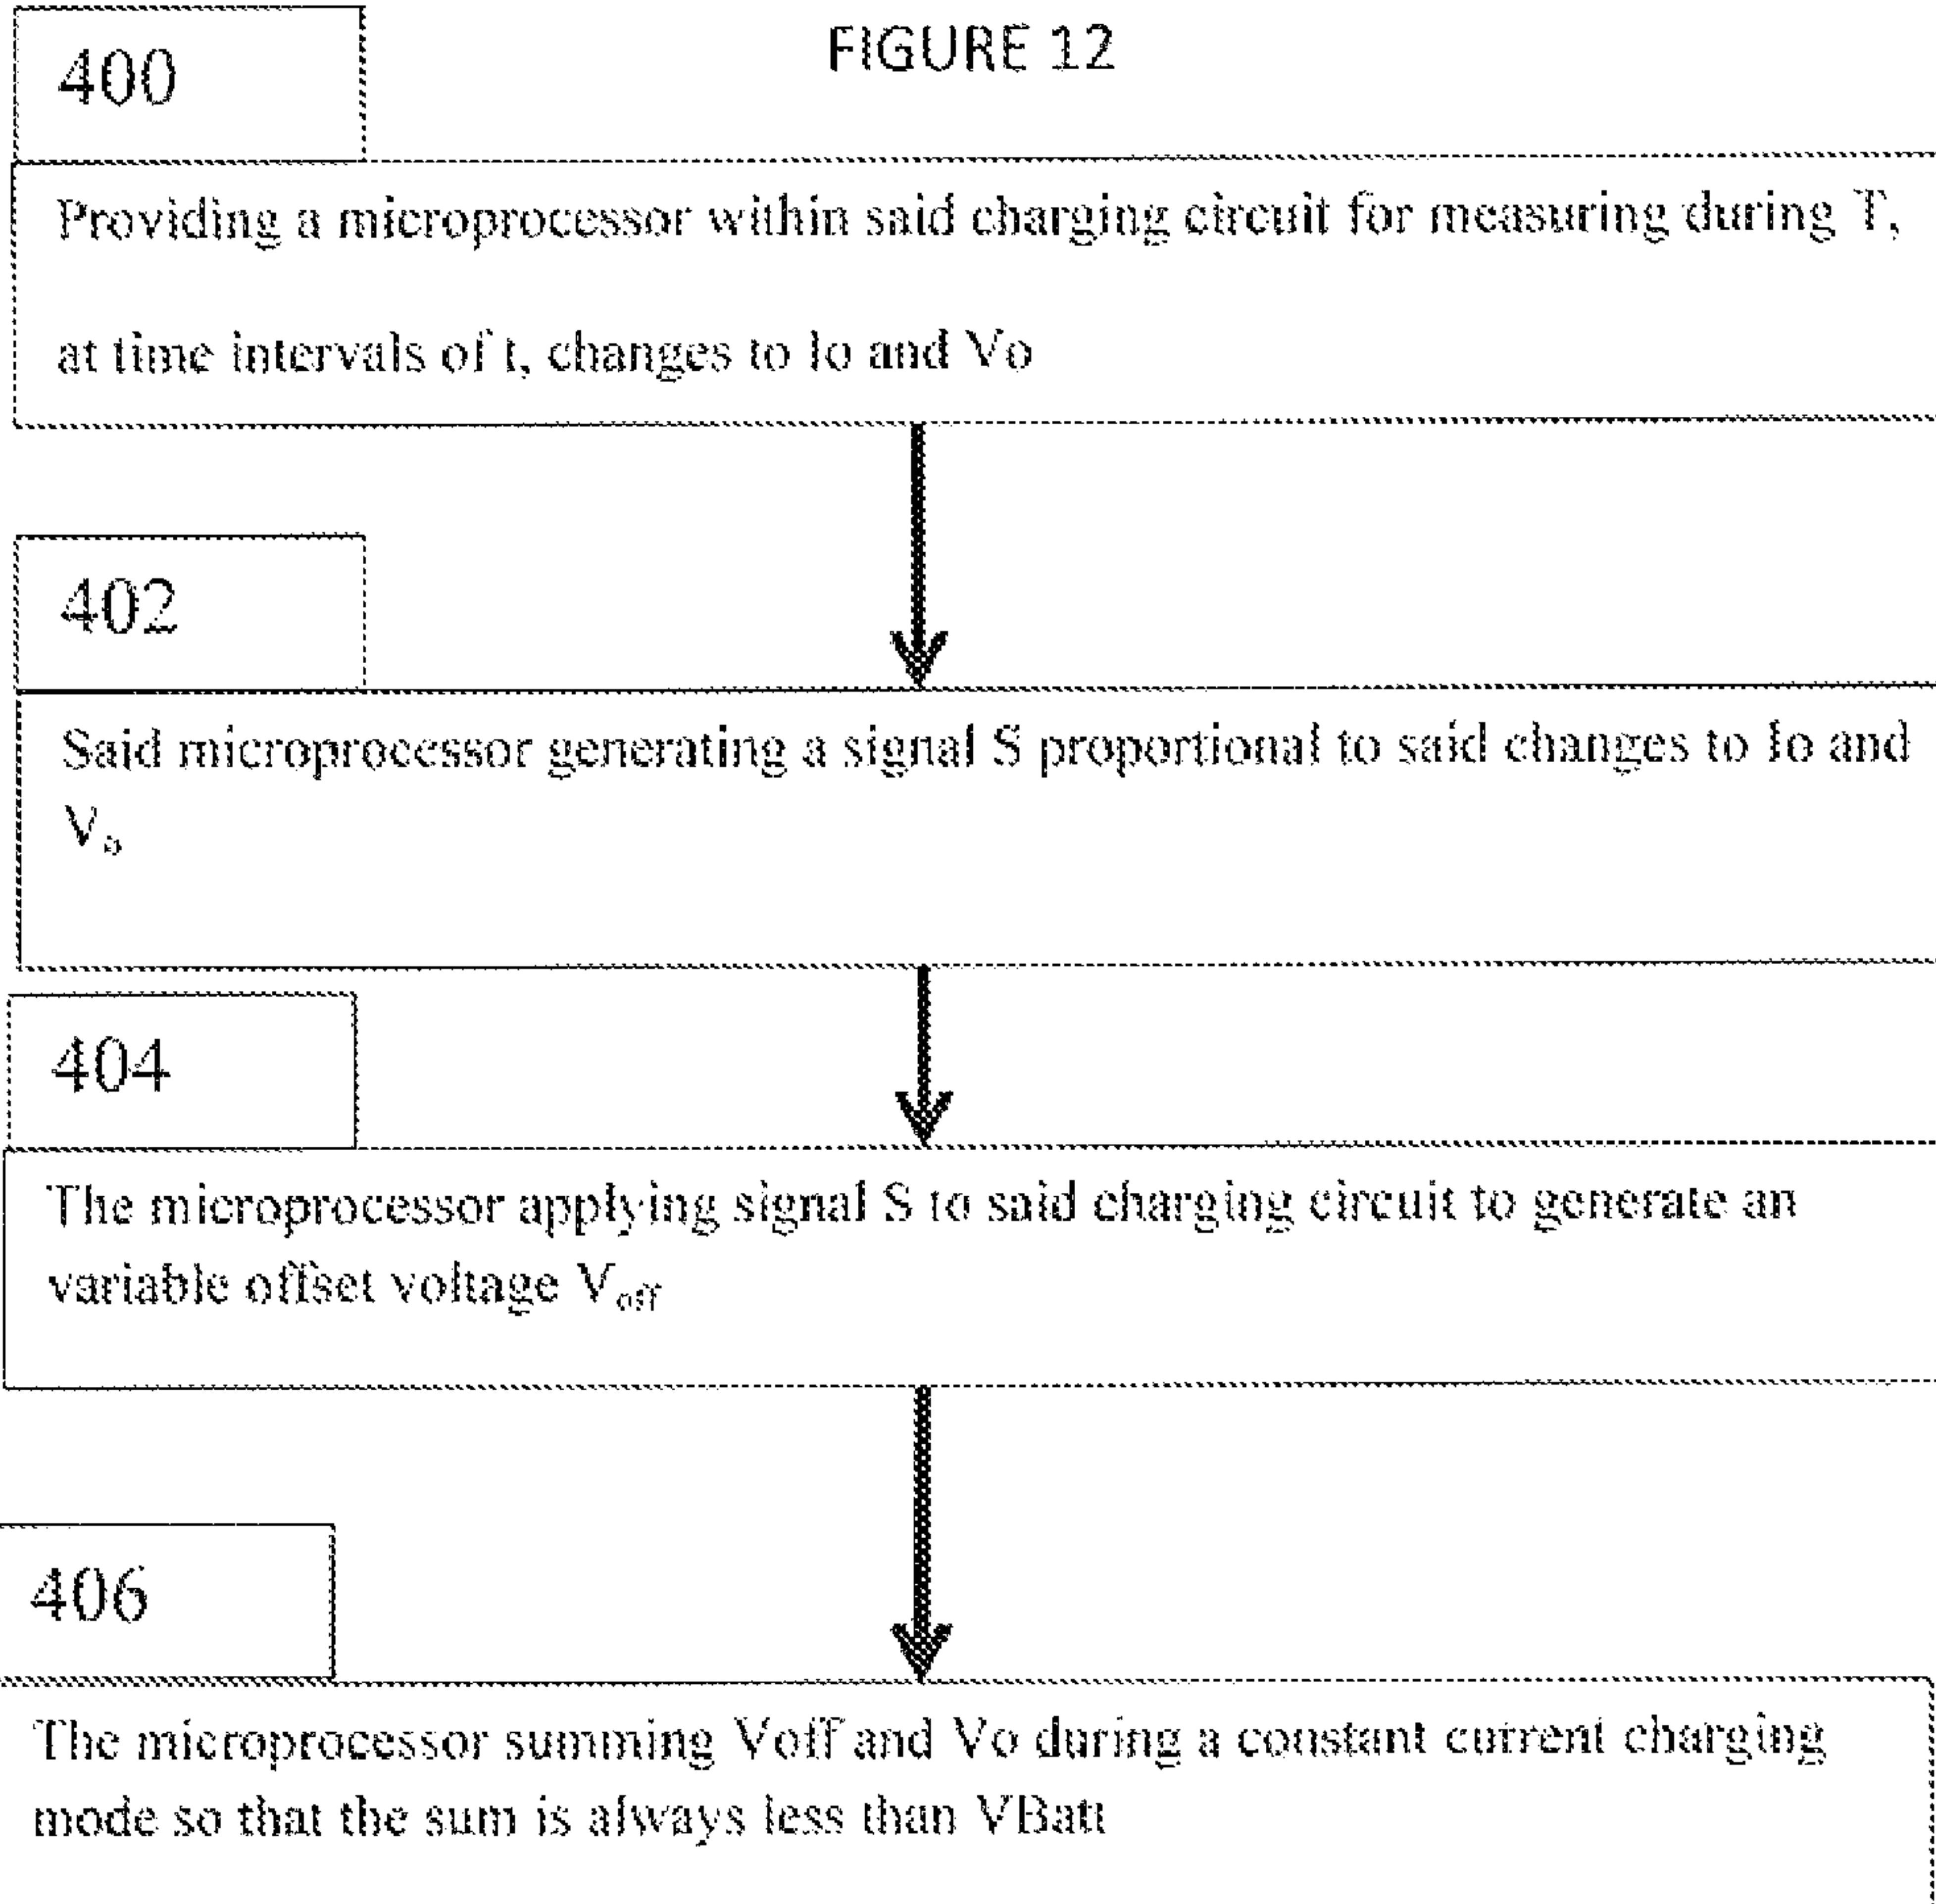 FIGURE 12
400
Providing a microprocessor within said charging circuit for measuring during T,
at time intervals of t, changes to Io and Vo
402
Said microprocessor generating a signal S proportional to said changes to Io and
Vo
404
The microprocessor applying signal S to said charging circuit to generate an
variable offset voltage Voff
406
The microprocessor summing Voff and Vo during a constant current charging
mode so that the sum is always less than VBatt